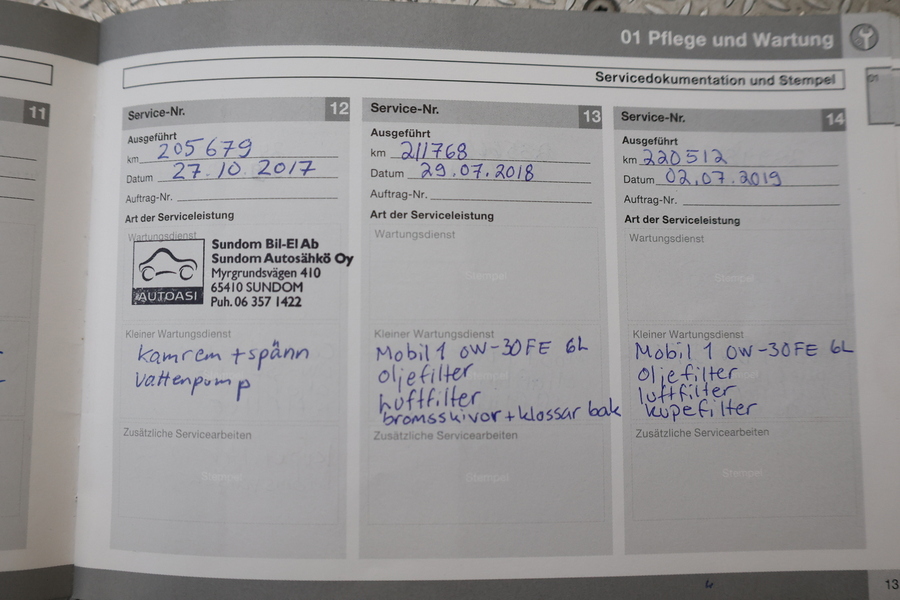 01 Pflege und Wartung
Servicedokumentation und Stempel
01
11
Service-Nr. 12
Ausgeführt
km 205679
Datum 27.10.2017
Auftrag-Nr.
Art der Serviceleistung
Wartungsdienst
AUTOASI
Sundom Bil-El Ab
Sundom Autosähkö Oy
Myrgrundsvägen 410
65410 SUNDOM
Puh. 06 357 1422
Kleiner Wartungsdienst
Kamrem + spänn
Vattenpump
Zusätzliche Servicearbeiten
Stempel
Service-Nr. 13
Ausgeführt
km 211768
Datum 29.07.2018
Auftrag-Nr.
Art der Serviceleistung
Wartungsdienst
Stempel
Kleiner Wartungsdienst
Mobil 1 0W-30FE 6L
Oljefilter
Luftfilter
bromsskivor + klossar bak
Zusätzliche Servicearbeiten
Stempel
Service-Nr. 14
Ausgeführt
km 220512
Datum 02.07.2019
Auftrag-Nr.
Art der Serviceleistung
Wartungsdienst
Stempel
Kleiner Wartungsdienst
Mobil 1 0W-30FE 6L
Oljefilter
luftfilter
kupefilter
Zusätzliche Servicearbeiten
Stempel
13